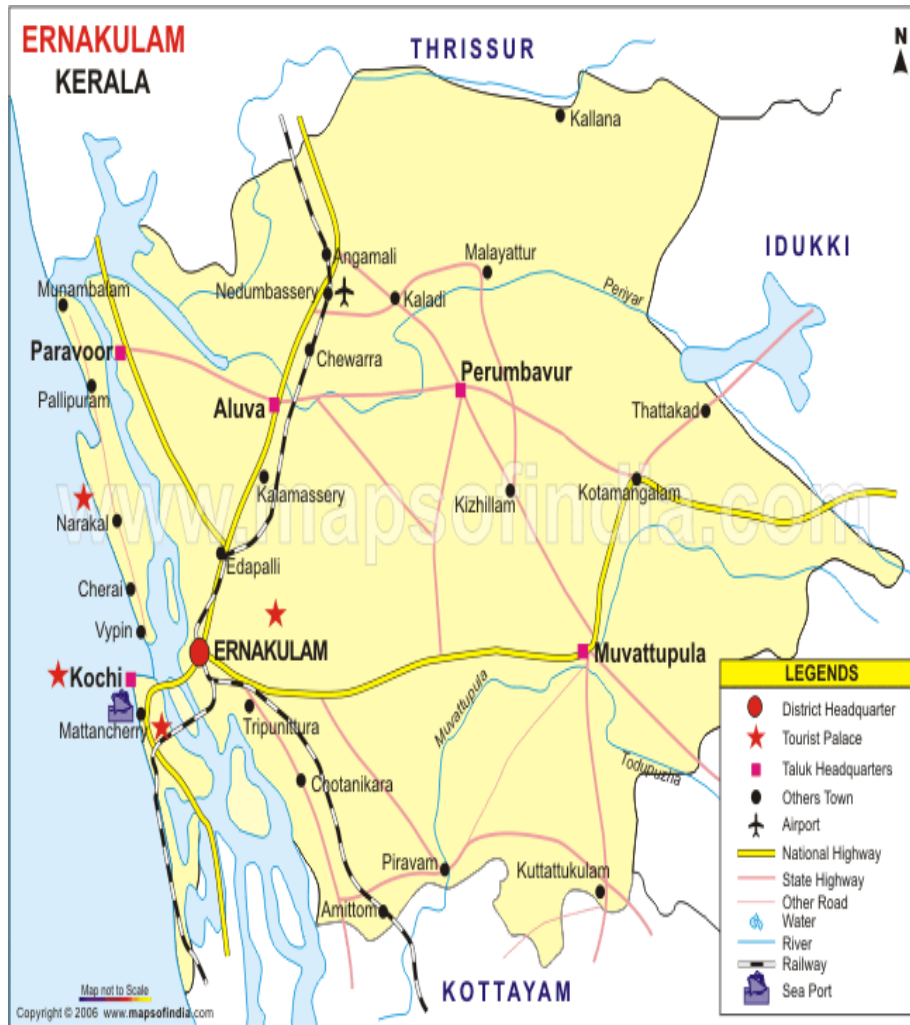 ERNAKULAM
KERALA
THRISSUR
N
Kallana
IDUKKI
Angamali
Malayattur
Nedumbassery
Kaladi
Periyar
Munambalam
Paravoor
Chewarra
Perumbavur
Pallipuram
Aluva
Thattakad
www.mapsofindia.com
Kalamassery
Kizhillam
Kotamangalam
Narakal
Edapalli
Cherai
Vypin
ERNAKULAM
Muvattupula
Kochi
Mattancherry
Tripunittura
Muvattupula
Todupuzha
Chotanikara
Piravam
Kuttattukulam
Amittom
KOTTAYAM
LEGENDS
District Headquarter
Tourist Palace
Taluk Headquarters
Others Town
Airport
National Highway
State Highway
Other Road
Water
River
Railway
Sea Port
Map not to Scale
Copyright © 2006 www.mapsofindia.com